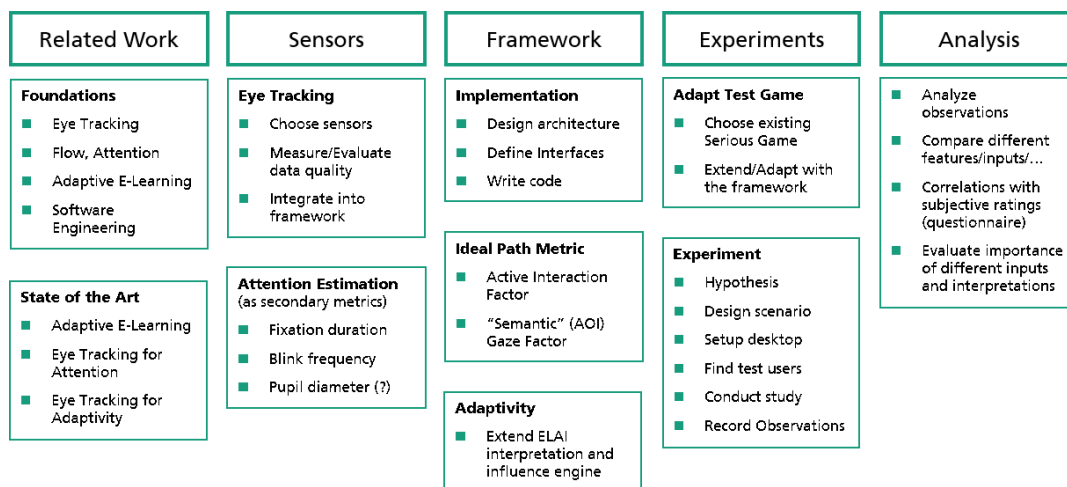 Related Work
Foundations
Eye Tracking
Flow, Attention
Adaptive E-Learning
Software
Engineering
State of the Art
Adaptive E-Learning
Eye Tracking for
Attention
Eye Tracking for
Adaptivity
Sensors
Eye Tracking
Choose sensors
Measure/Evaluate
data quality
Integrate into
framework
Attention Estimation
(as secondary metrics)
Fixation duration
Blink frequency
Pupil diameter (?)
Framework
Implementation
Design architecture
Define Interfaces
Write code
Ideal Path Metric
Active Interaction
Factor
“Semantic” (AOI)
Gaze Factor
Adaptivity
Extend ELAI
interpretation and
influence engine
Experiments
Adapt Test Game
Choose existing
Serious Game
Extend/Adapt with
the framework
Experiment
Hypothesis
Design scenario
Setup desktop
Find test users
Conduct study
Record Observations
Analysis
Analyze
observations
Compare different
features/inputs/...
Correlations with
subjective ratings
(questionnaire)
Evaluate importance
of different inputs
and interpretations